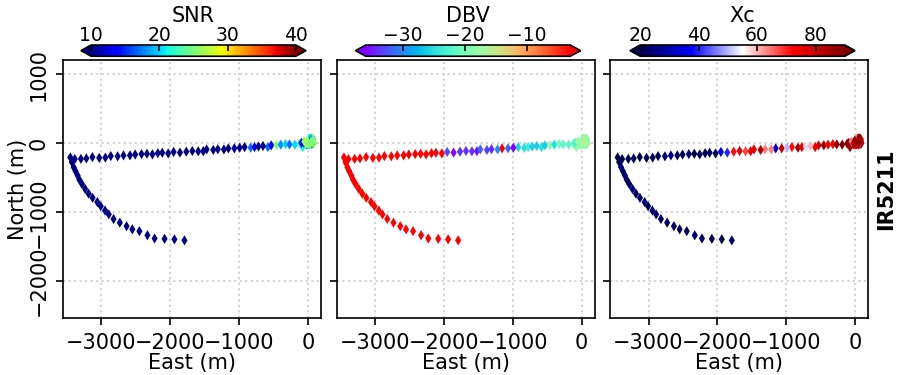 SNR DBV Xc
10 20 30 40 −30 −20 −10 20 40 60 80
1000
0
−1000
−2000
North (m)
IR5211
−3000 −2000 −1000 0 −3000 −2000 −1000 0 −3000 −2000 −1000 0
East (m) East (m) East (m)